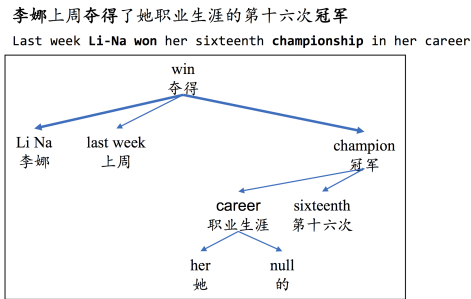 李娜上周夺得了她职业生涯的第十六次冠军
Last week Li-Na won her sixteenth championship in her career
win
夺得
Li Na
李娜
last week
上周
champion
冠军
career
职业生涯
sixteenth
第十六次
her
她
null
的